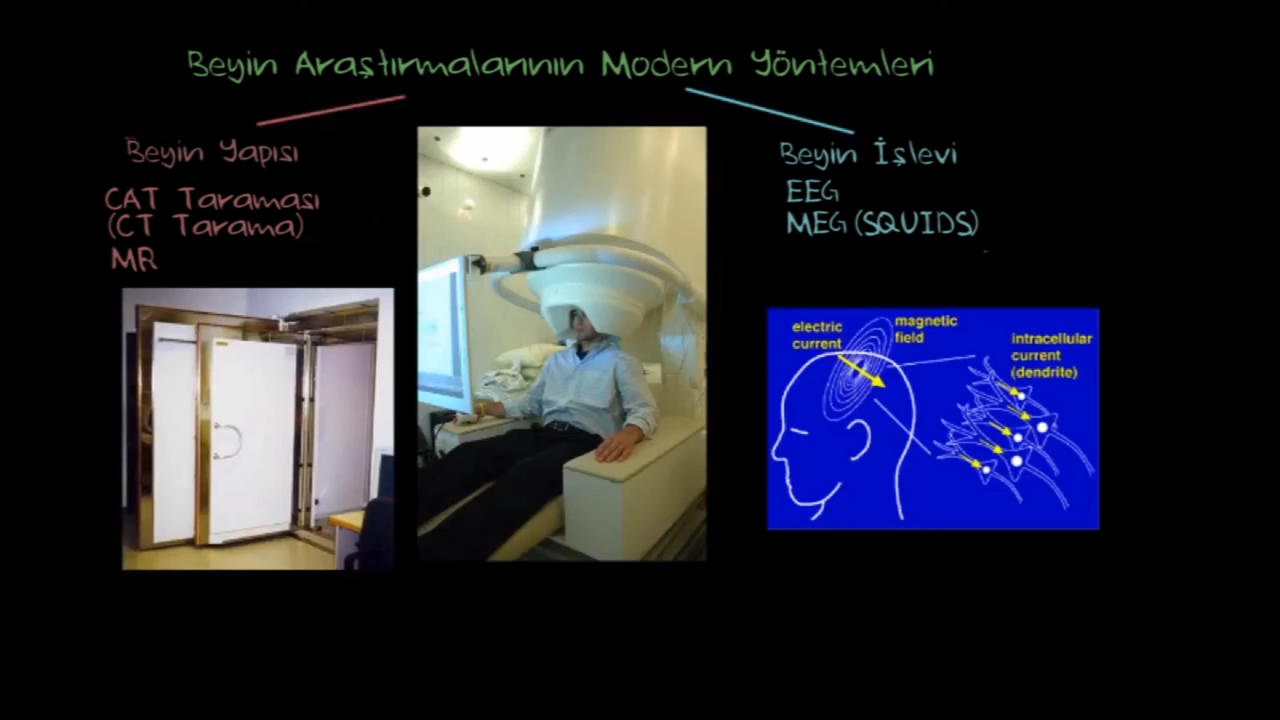 Beyin Araştırmalarının Modern Yöntemleri
Beyin Yapısı
CAT Taraması
(CT Tarama)
MR
Beyin İşlevi
EEG
MEG (SQUIDS)
electric
current
magnetic
field
intracellular
current
(dendrite)